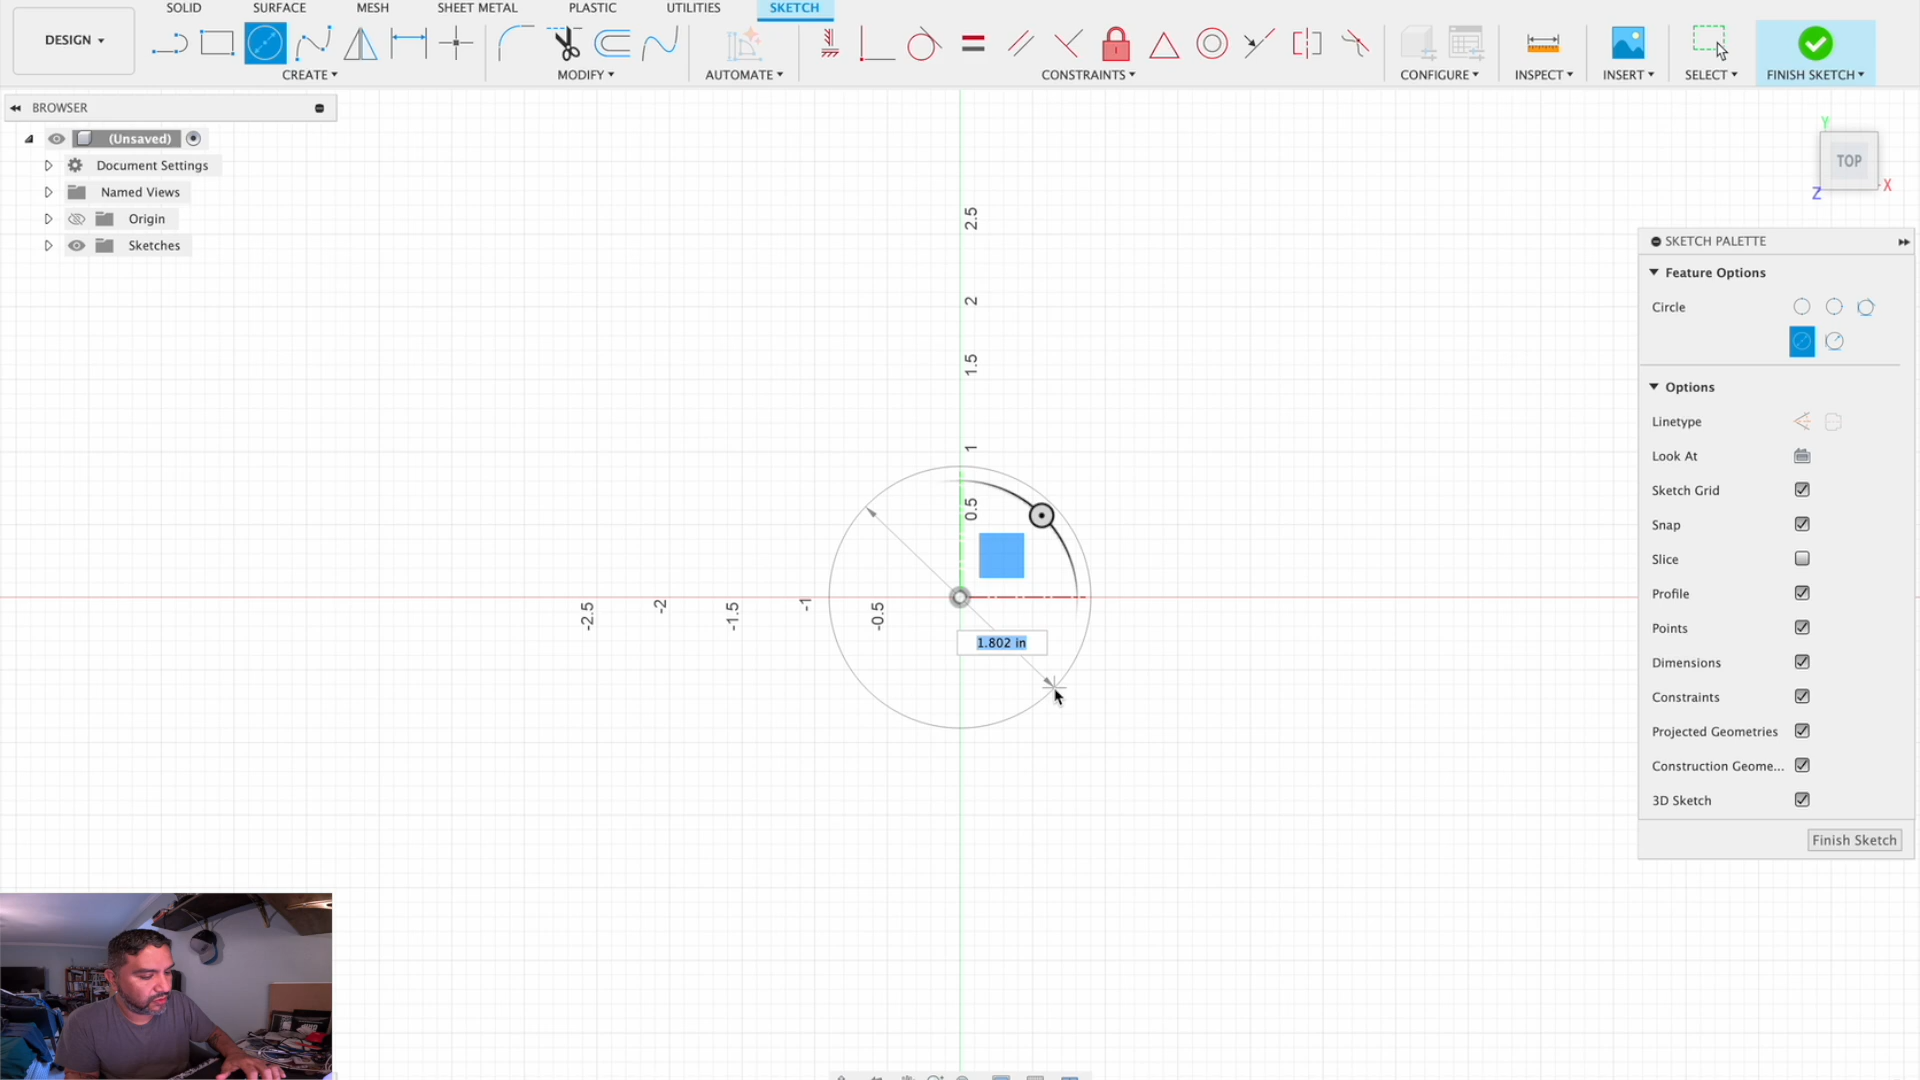 SOLID
SURFACE
MESH
SHEET METAL
PLASTIC
UTILITIES
SKETCH
DESIGN
CREATE
MODIFY
AUTOMATE
CONSTRAINTS
CONFIGURE
INSPECT
INSERT
SELECT
FINISH SKETCH
BROWSER
(Unsaved)
Document Settings
Named Views
Origin
Sketches
Y
TOP
X
Z
2.5
2
1.5
1
0.5
-2.5
-2
-1.5
-1
-0.5
1.802 in
SKETCH PALETTE
Feature Options
Circle
Options
Linetype
Look At
Sketch Grid
Snap
Slice
Profile
Points
Dimensions
Constraints
Projected Geometries
Construction Geome...
3D Sketch
Finish Sketch